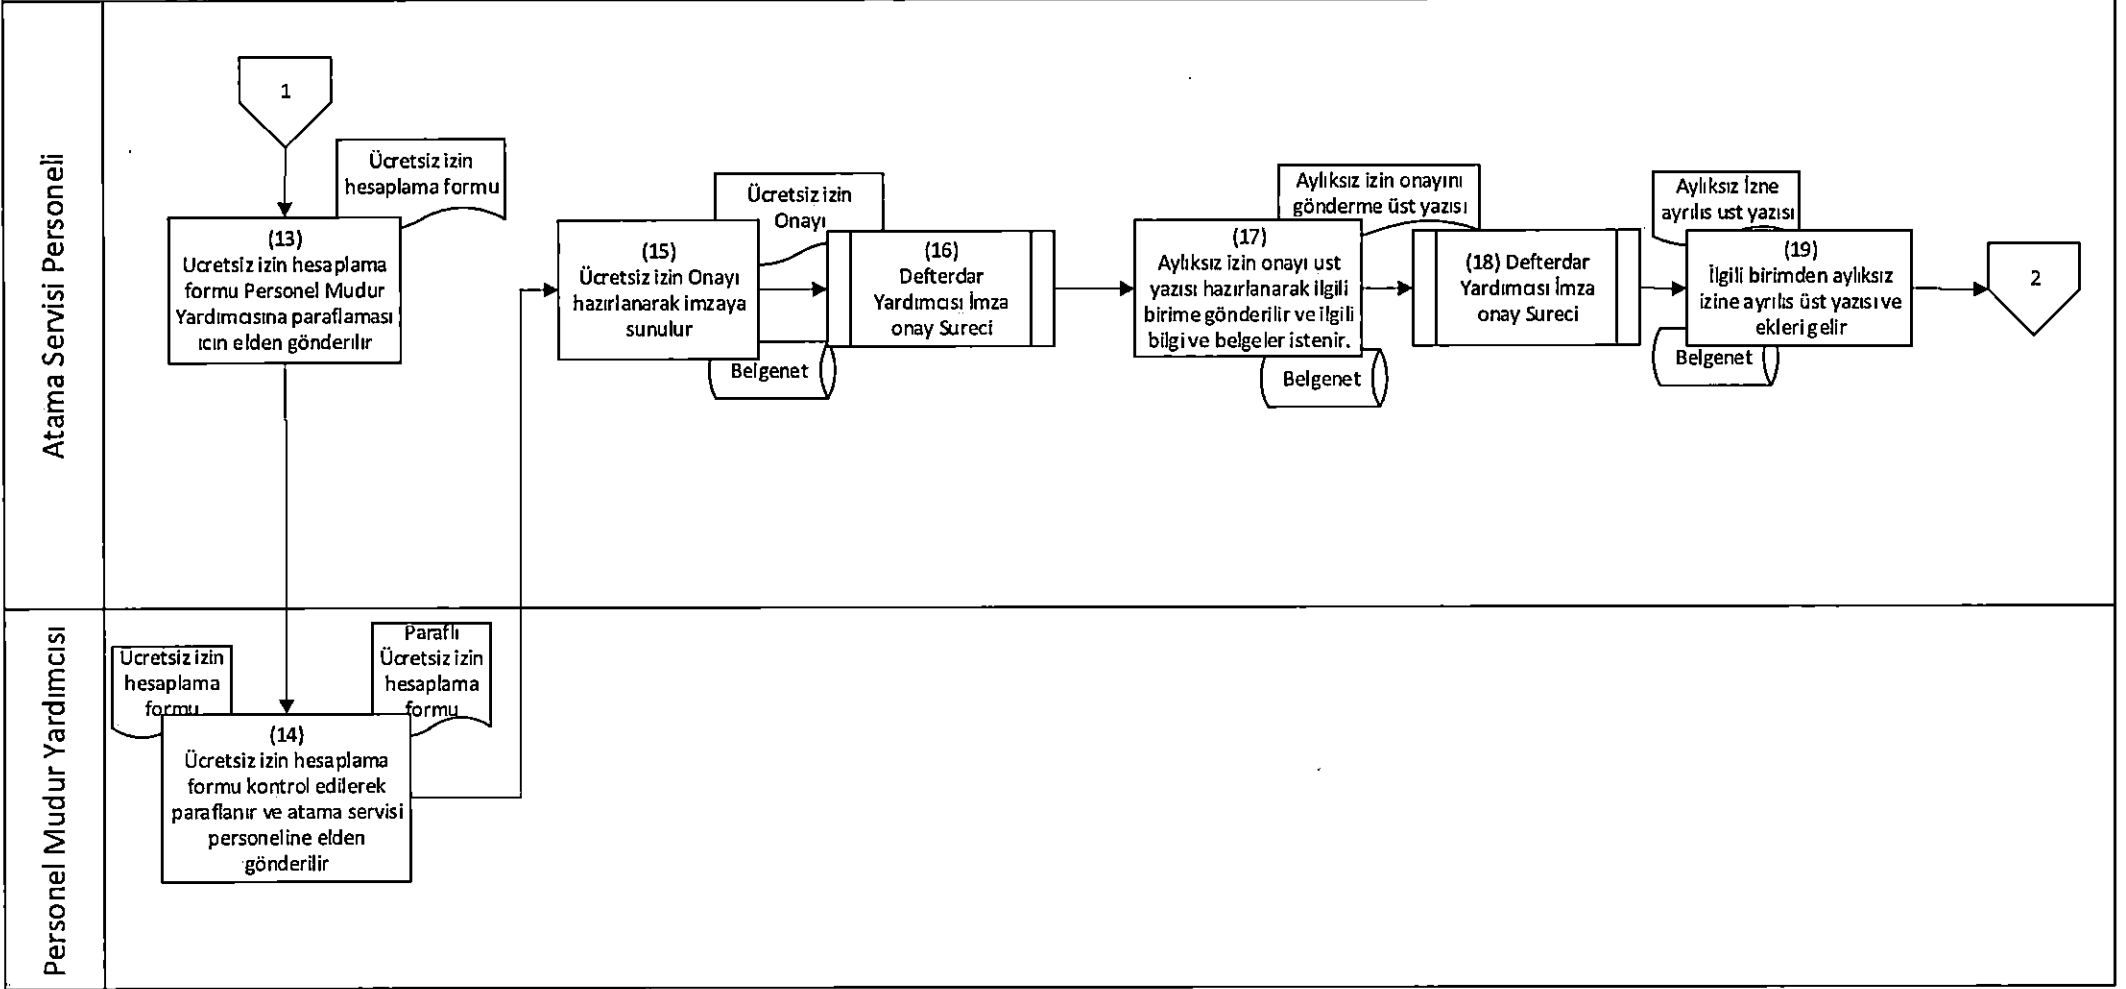 Atama Servisi Personeli
1
Ücretsiz izin
hesaplama formu
(13)
Ucretsiz izin hesaplama
formu Personel Mudur
Yardımcısına paraflaması
ıcın elden gönderılır
Ücretsiz izin
Onayı
(15)
Ücretsiz izin Onayı
hazırlanarak imzaya
sunulur
Belgenet
(16)
Defterdar
Yardımcısı İmza
onay Sureci
Aylıksız izin onayını
gönderme üst yazısı
(17)
Aylıksız izin onayı ust
yazısı hazırlanarak ilgili
birime gönderilir ve ilgili
bilgi ve belgeler istenir.
Belgenet
(18) Defterdar
Yardımcısı İmza
onay Sureci
Aylıksız İzne
ayrılıs ust yazısı
(19)
İlgili birimden aylıksız
izine ayrılıs üst yazısı ve
ekleri gelir
Belgenet
2
Personel Mudur Yardımcısı
Ucretsiz izin
hesaplama
formu
Paraflı
Ücretsiz izin
hesaplama
formu
(14)
Ücretsiz izin hesaplama
formu kontrol edilerek
paraflanır ve atama servisi
personeline elden
gönderilir